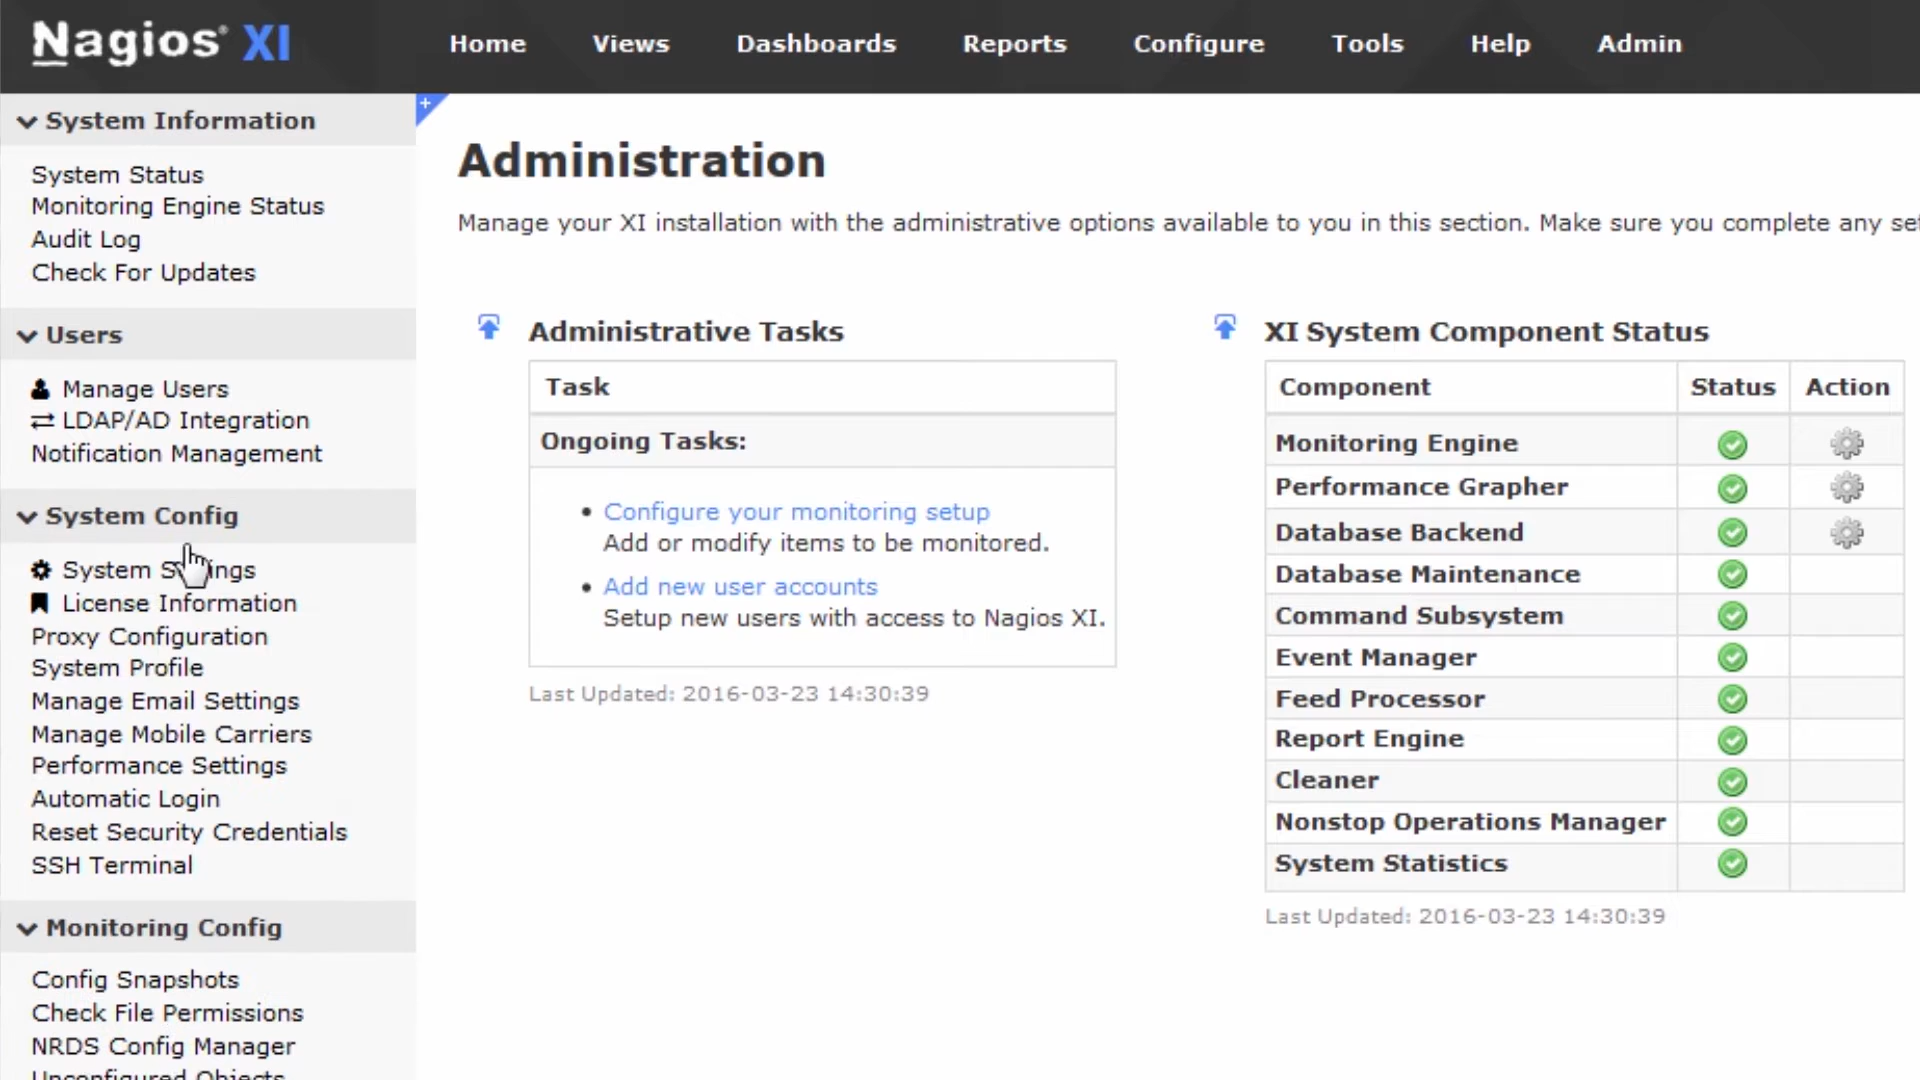 Nagios® XI
Home Views Dashboards Reports Configure Tools Help Admin
System Information
System Status
Monitoring Engine Status
Audit Log
Check For Updates
Users
Manage Users
LDAP/AD Integration
Notification Management
System Config
System Settings
License Information
Proxy Configuration
System Profile
Manage Email Settings
Manage Mobile Carriers
Performance Settings
Automatic Login
Reset Security Credentials
SSH Terminal
Monitoring Config
Config Snapshots
Check File Permissions
NRDS Config Manager
Unconfigured Objects
Administration
Manage your XI installation with the administrative options available to you in this section. Make sure you complete any
Administrative Tasks
Task
Ongoing Tasks:
• Configure your monitoring setup
Add or modify items to be monitored.
• Add new user accounts
Setup new users with access to Nagios XI.
Last Updated: 2016-03-23 14:30:39
XI System Component Status
Component Status Action
Monitoring Engine
Performance Grapher
Database Backend
Database Maintenance
Command Subsystem
Event Manager
Feed Processor
Report Engine
Cleaner
Nonstop Operations Manager
System Statistics
Last Updated: 2016-03-23 14:30:39